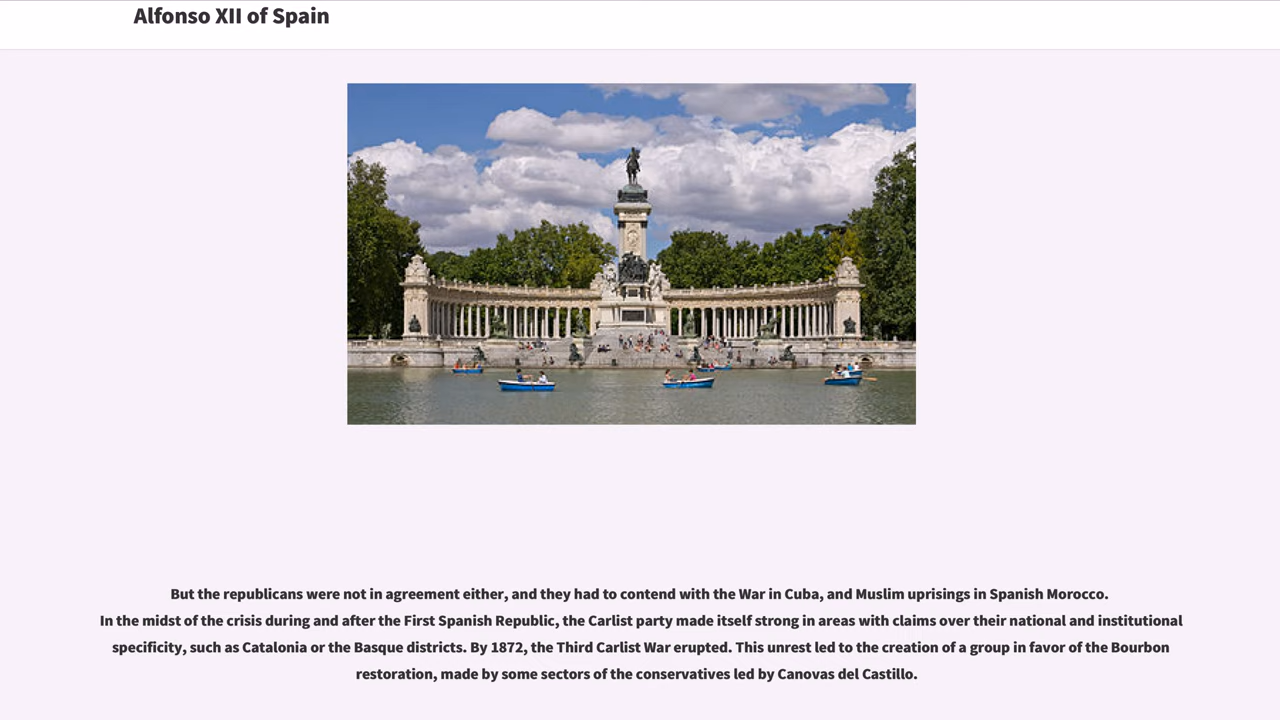 Alfonso XII of Spain
But the republicans were not in agreement either, and they had to contend with the War in Cuba, and Muslim uprisings in Spanish Morocco.
In the midst of the crisis during and after the First Spanish Republic, the Carlist party made itself strong in areas with claims over their national and institutional
specificity, such as Catalonia or the Basque districts. By 1872, the Third Carlist War erupted. This unrest led to the creation of a group in favor of the Bourbon
restoration, made by some sectors of the conservatives led by Canovas del Castillo.